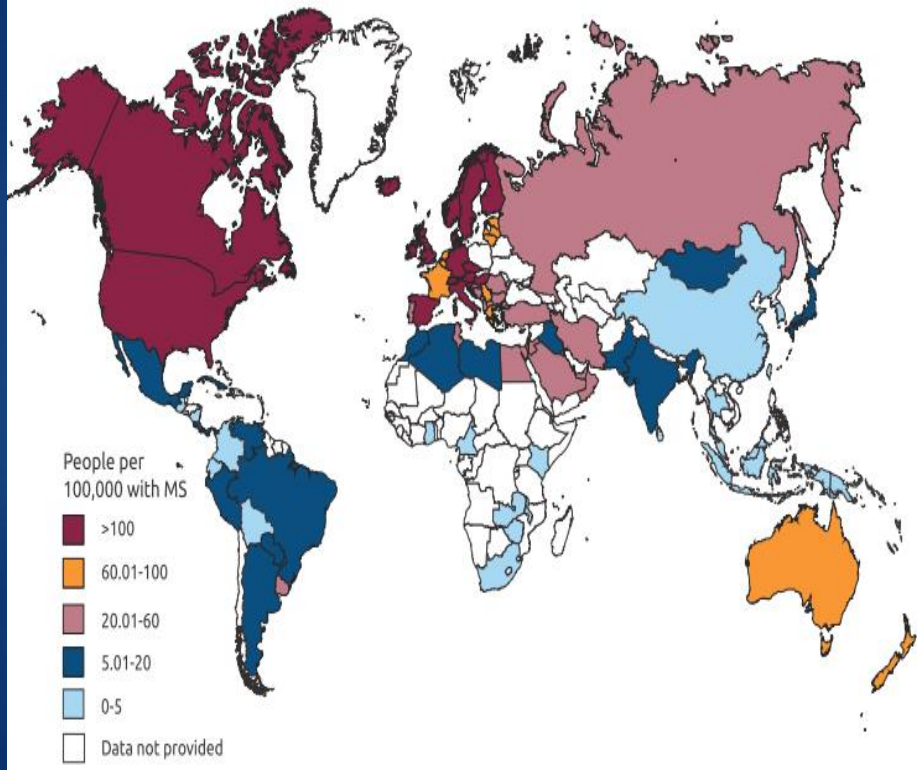 People per
100,000 with MS
>100
60.01-100
20.01-60
5.01-20
0-5
Data not provided